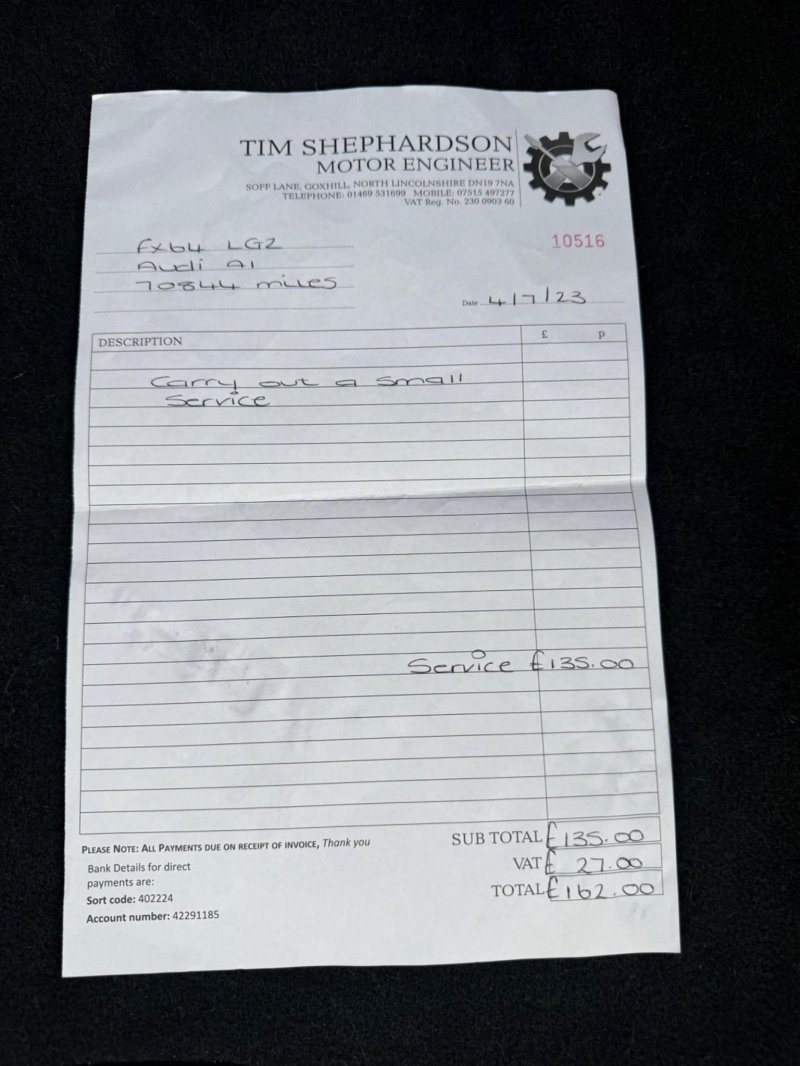 TIM SHEPHARDSON
MOTOR ENGINEER
SOFF LANE, GOXHILL, NORTH LINCOLNSHIRE DN19 7NA
TELEPHONE: 01469 531699 MOBILE: 07515 497277
VAT Reg. No. 230 0903 60
10516
FX64 LGZ
Audi A1
70844 miles
Date 4/7/23
DESCRIPTION £ p
Carry out a small
Service
Service £135.00
PLEASE NOTE: ALL PAYMENTS DUE ON RECEIPT OF INVOICE, Thank you
Bank Details for direct
payments are:
Sort code: 402224
Account number: 42291185
SUB TOTAL £135.00
VAT £ 27.00
TOTAL £162.00